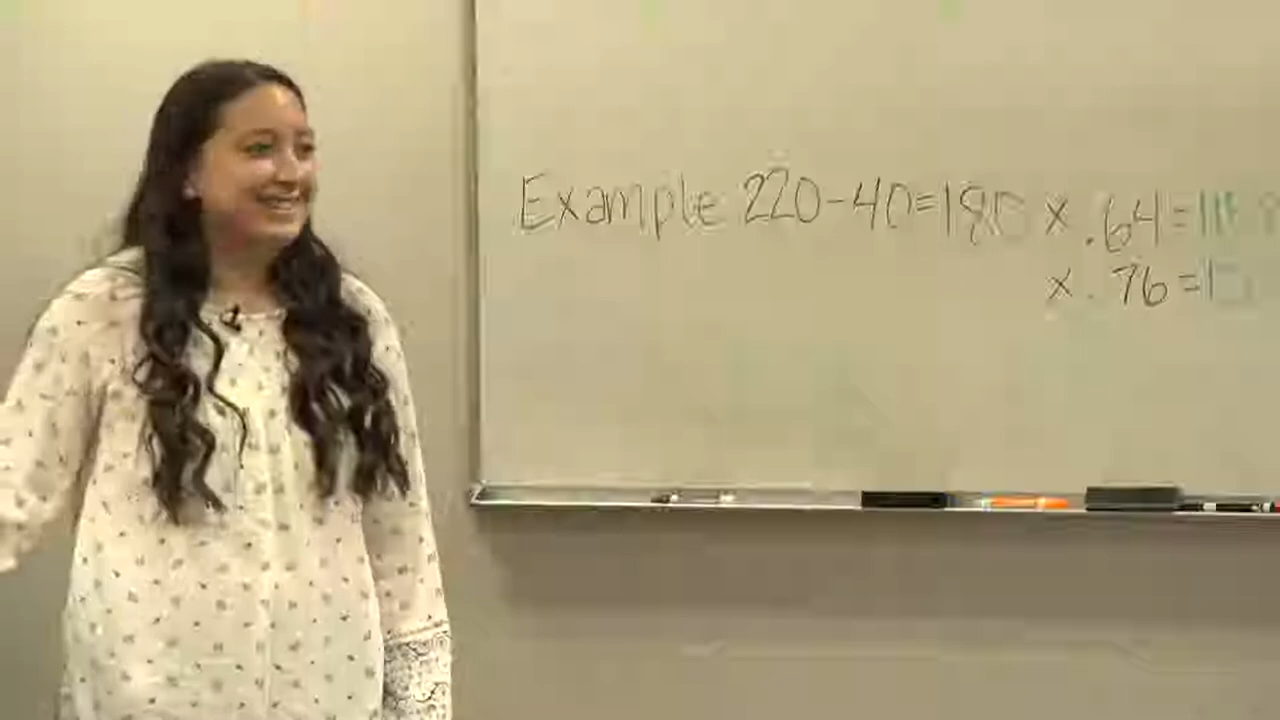 Example 220-40=180 x .64=
x .76=